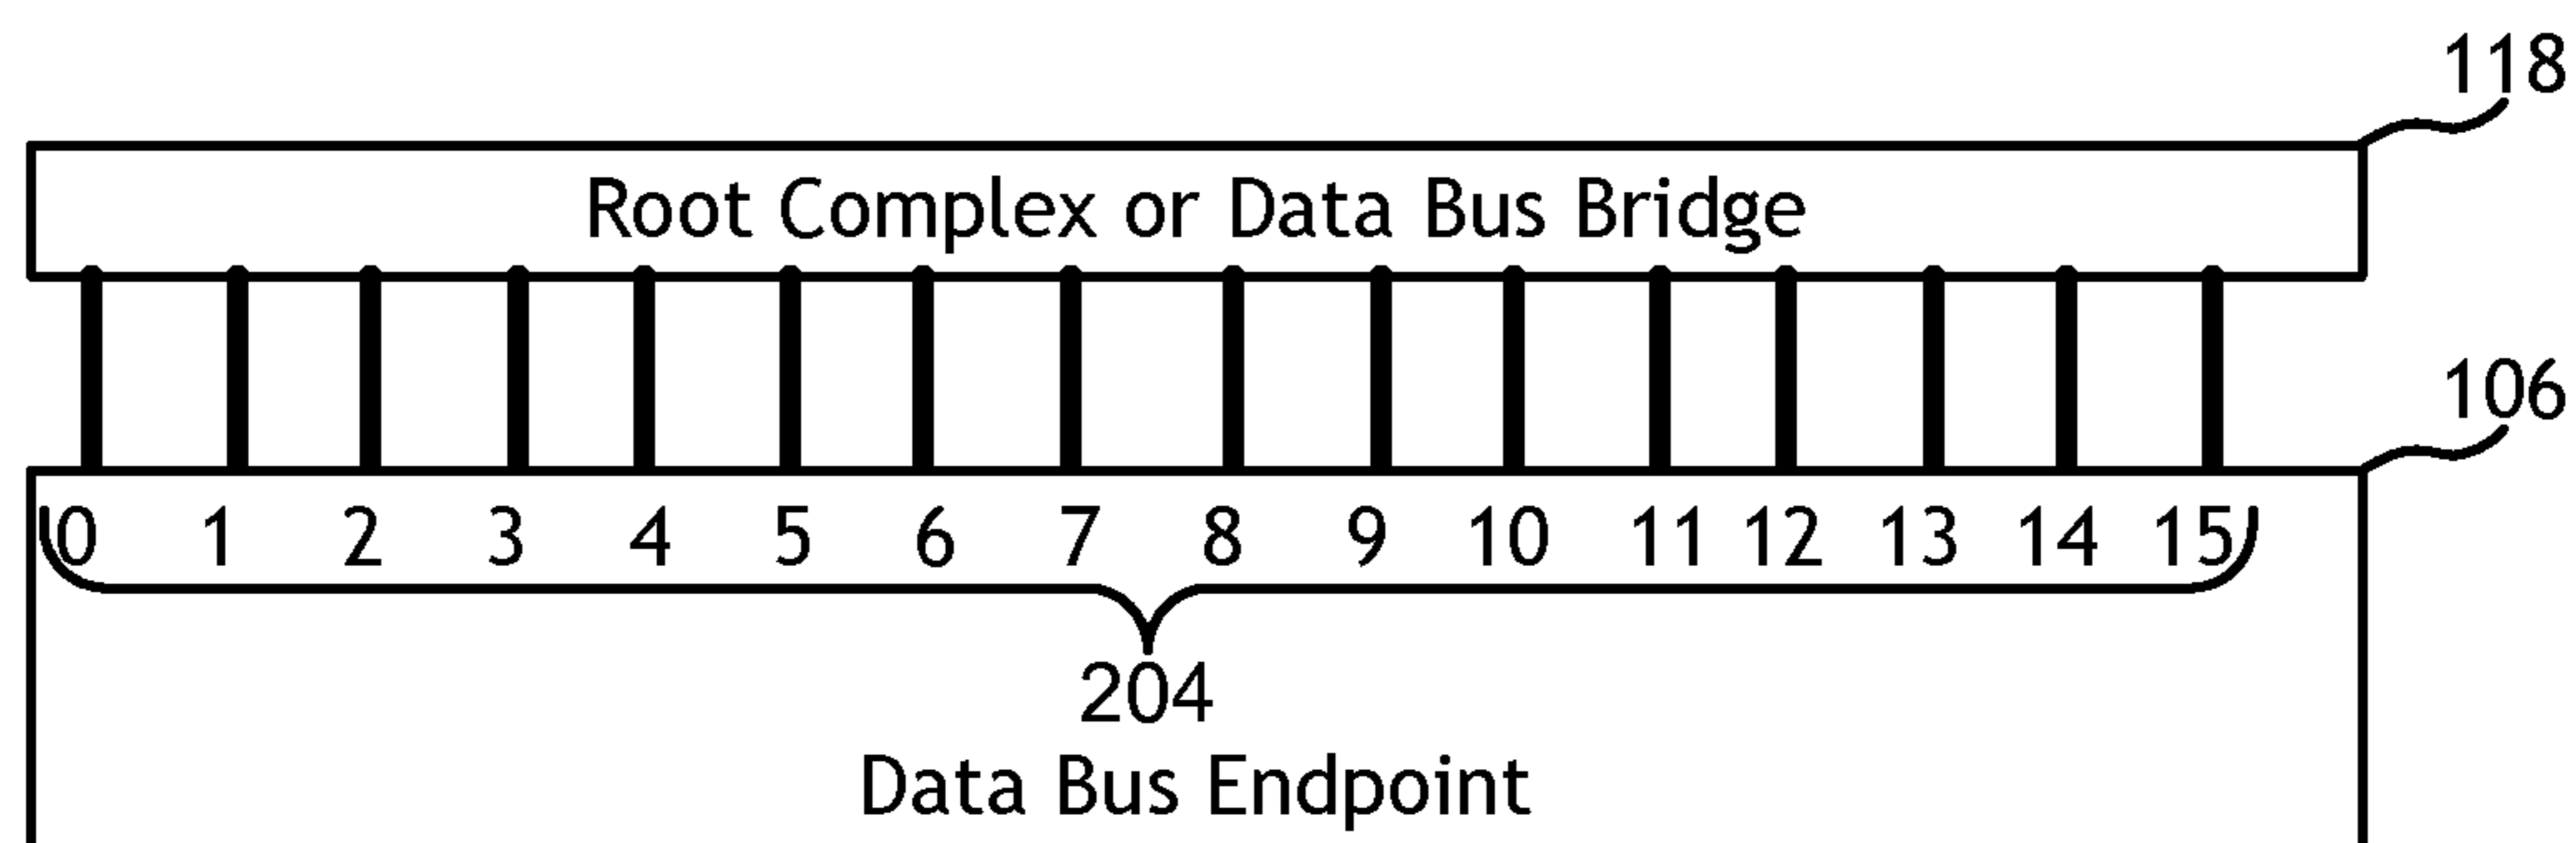 118
Root Complex or Data Bus Bridge
106
0 1 2 3 4 5 6 7 8 9 10 11 12 13 14 15
204
Data Bus Endpoint